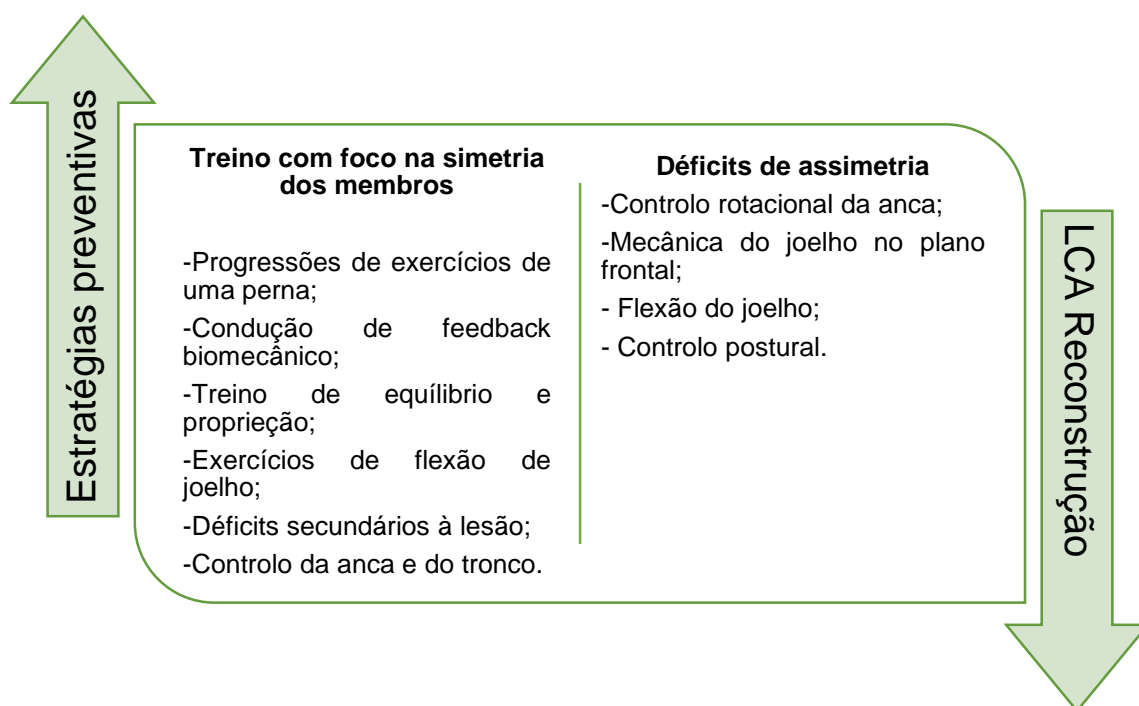 Estratégias preventivas
Treino com foco na simetria
dos membros
-Progressões de exercícios de
uma perna;
-Condução de feedback
biomecânico;
-Treino de equílibrio e
proprieção;
-Exercícios de flexão de
joelho;
-Déficits secundários à lesão;
-Controlo da anca e do tronco.
Déficits de assimetria
-Controlo rotacional da anca;
-Mecânica do joelho no plano
frontal;
- Flexão do joelho;
- Controlo postural.
LCA Reconstrução